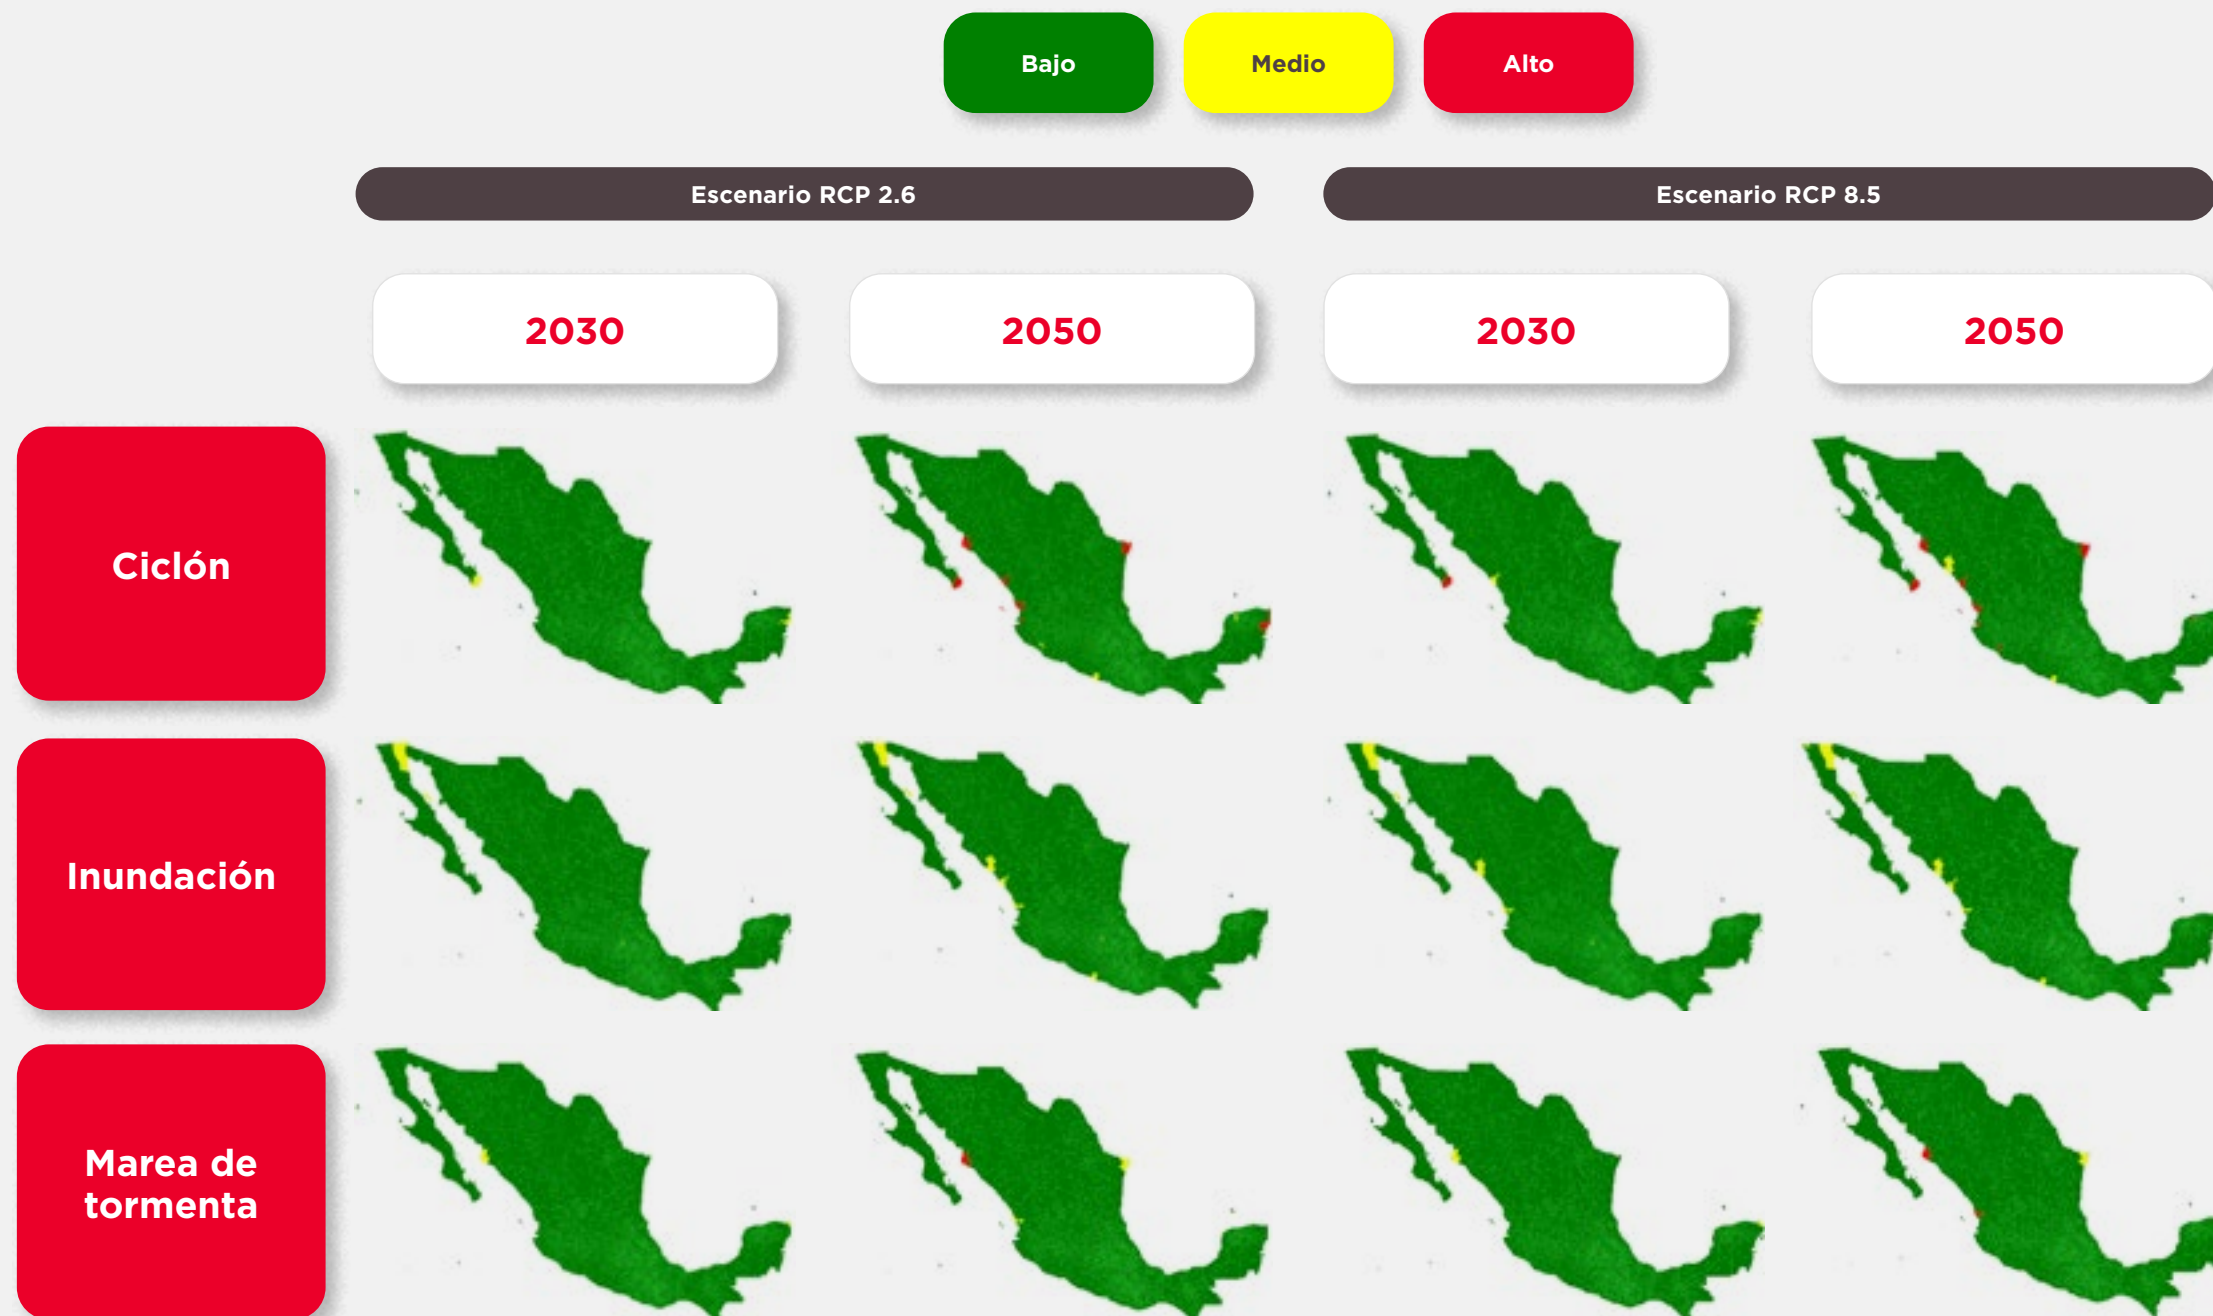 Bajo
Medio
Alto
Escenario RCP 2.6
Escenario RCP 8.5
2030
2050
2030
2050
Ciclón
Inundación
Marea de
tormenta